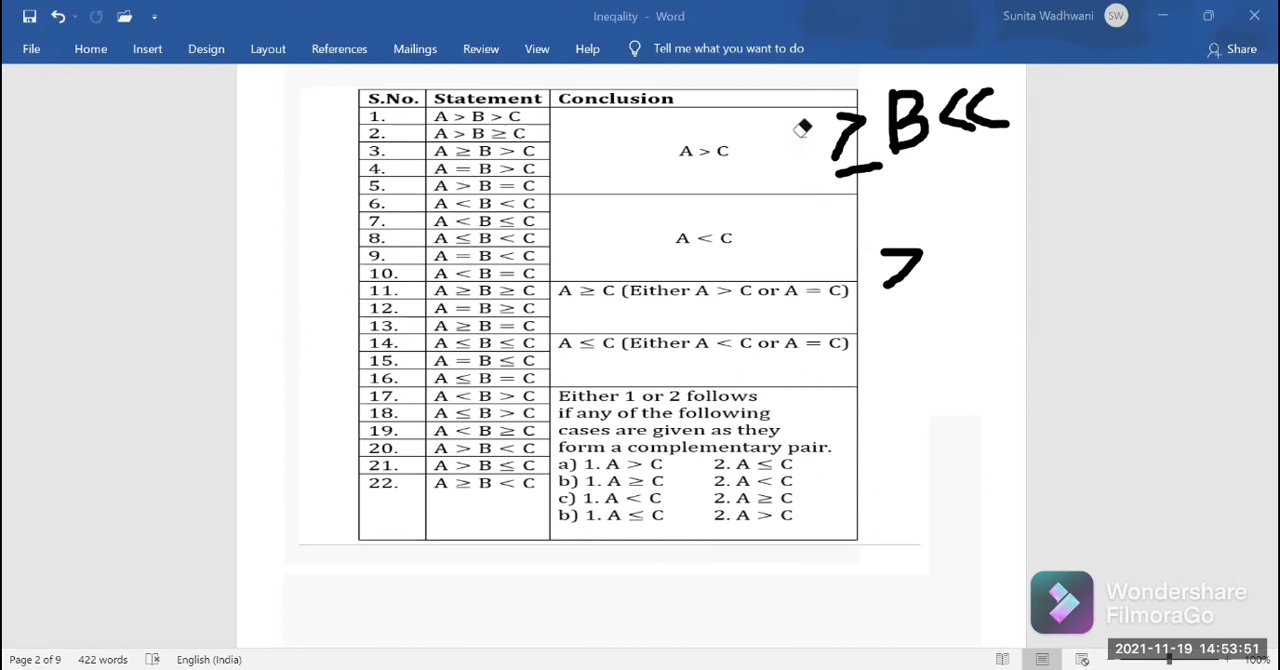 Ineqality - Word
Sunita Wadhwani SW
File Home Insert Design Layout References Mailings Review View Help Tell me what you want to do Share
S.No. Statement Conclusion
1. A > B > C
2. A > B ≥ C
3. A ≥ B > C
4. A = B > C
5. A > B = C
A > C
6. A < B < C
7. A < B ≤ C
8. A ≤ B < C
9. A = B < C
10. A < B = C
A < C
11. A ≥ B ≥ C
12. A = B ≥ C
13. A ≥ B = C
A ≥ C (Either A > C or A = C)
14. A ≤ B ≤ C
15. A = B ≤ C
16. A ≤ B = C
A ≤ C (Either A < C or A = C)
17. A < B > C
18. A ≤ B > C
19. A < B ≥ C
20. A > B < C
21. A > B ≤ C
22. A ≥ B < C
Either 1 or 2 follows
if any of the following
cases are given as they
form a complementary pair.
a) 1. A > C 2. A ≤ C
b) 1. A ≥ C 2. A < C
c) 1. A < C 2. A ≥ C
b) 1. A ≤ C 2. A > C
≥ B <<
>
Wondershare
FilmoraGo
2021-11-19 14:53:51
Page 2 of 9 422 words English (India) 100%